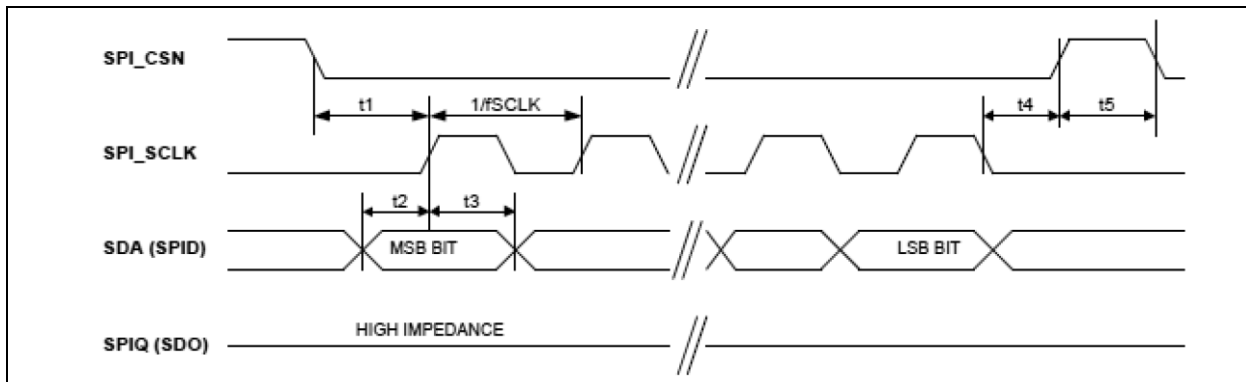 SPI_CSN
t1
1/fSCLK
t4
t5
SPI_SCLK
t2
t3
SDA (SPID)
MSB BIT
LSB BIT
HIGH IMPEDANCE
SPIQ (SDO)